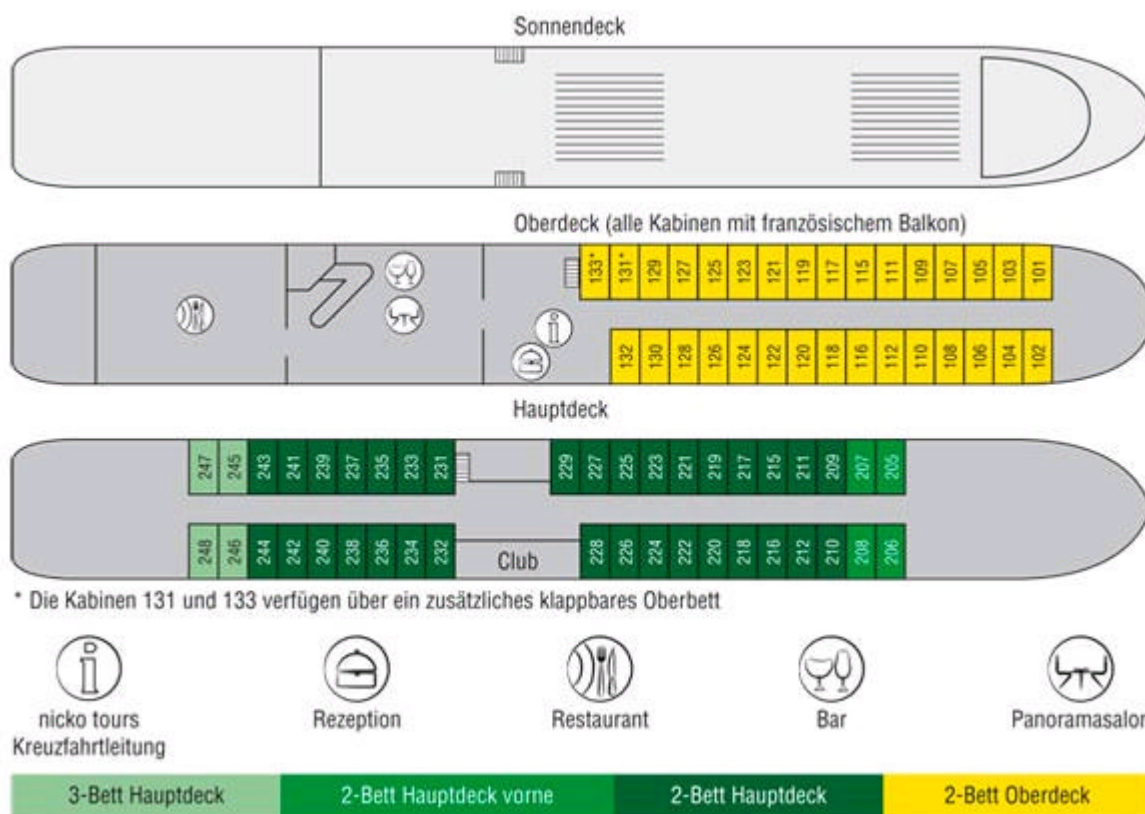 Sonnendeck
Oberdeck (alle Kabinen mit französischem Balkon)
133* 131* 129 127 125 123 121 119 117 115 111 109 107 105 103 101
132 130 128 126 124 122 120 118 116 112 110 108 106 104 102
Hauptdeck
247 245 243 241 239 237 235 233 231 229 227 225 223 221 219 217 215 211 209 207 205
248 246 244 242 240 238 236 234 232 Club 228 226 224 222 220 218 216 212 210 208 206
* Die Kabinen 131 und 133 verfügen über ein zusätzliches klappbares Oberbett
nicko tours
Kreuzfahrtleitung
Rezeption
Restaurant
Bar
Panoramasalon
3-Bett Hauptdeck
2-Bett Hauptdeck vorne
2-Bett Hauptdeck
2-Bett Oberdeck